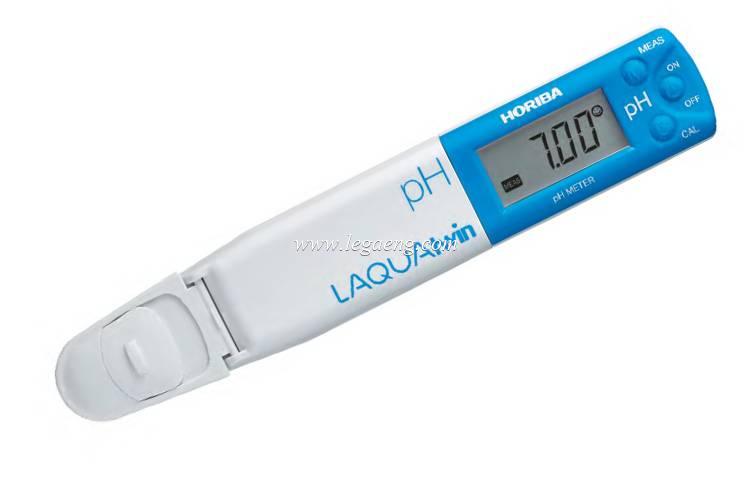 MEAS
ON
OFF
CAL
pH
HORIBA
7.00
MEAS
pH METER
pH
LAQUAtwin
www.legaeng.com